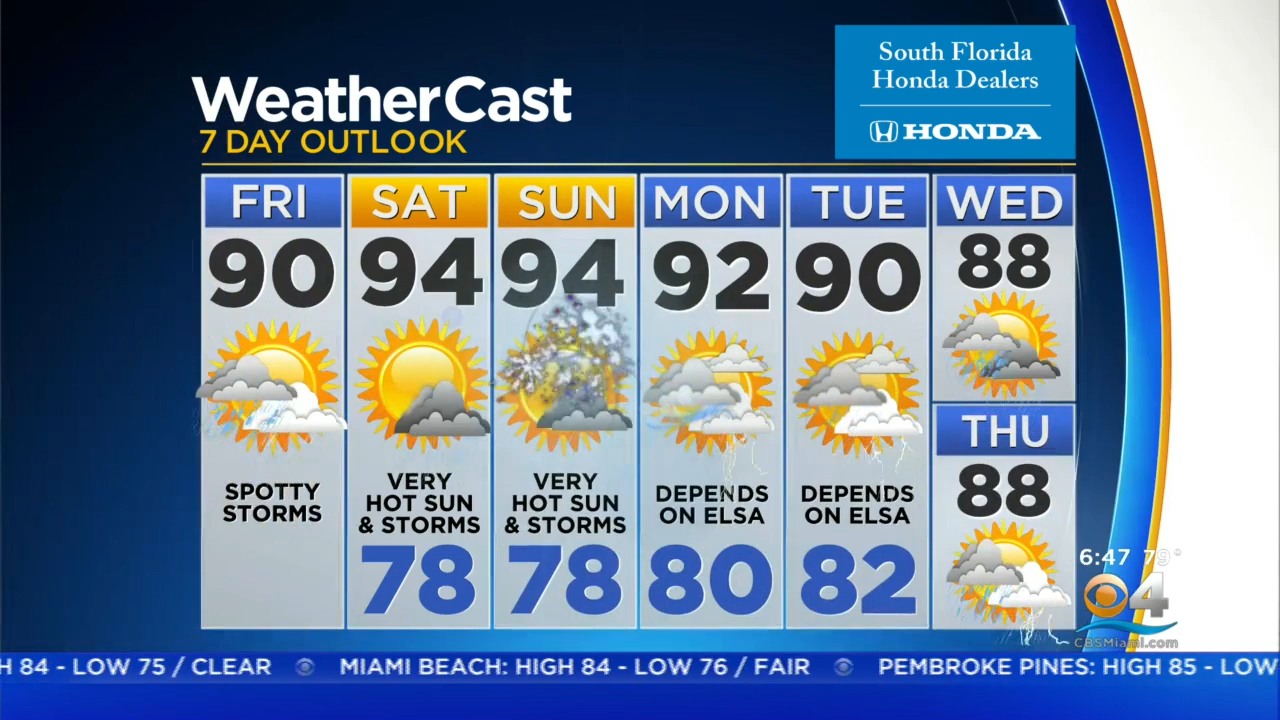 South Florida
Honda Dealers
HONDA
WeatherCast
7 DAY OUTLOOK
FRI
90
SPOTTY
STORMS
SAT
94
VERY
HOT SUN
& STORMS
78
SUN
94
VERY
HOT SUN
& STORMS
78
MON
92
DEPENDS
ON ELSA
80
TUE
90
DEPENDS
ON ELSA
82
WED
88
THU
88
6:47 79°
4
CBSMiami.com
H 84 - LOW 75 / CLEAR MIAMI BEACH: HIGH 84 - LOW 76 / FAIR PEMBROKE PINES: HIGH 85 - LOW